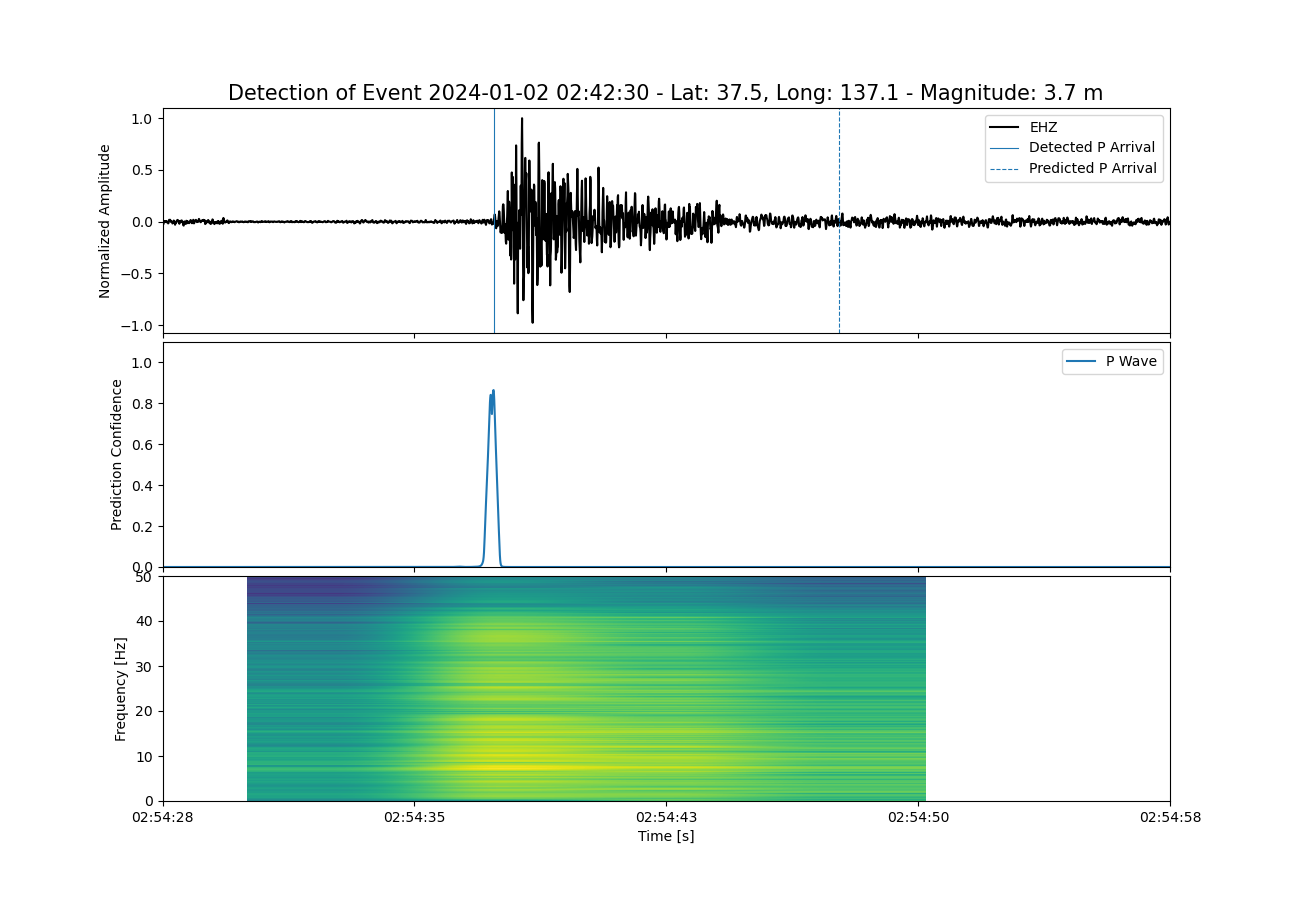 Detection of Event 2024-01-02 02:42:30 - Lat: 37.5, Long: 137.1 - Magnitude: 3.7 m
Normalized Amplitude
1.0
0.5
0.0
−0.5
−1.0
EHZ
Detected P Arrival
Predicted P Arrival
Prediction Confidence
1.0
0.8
0.6
0.4
0.2
0.0
P Wave
Frequency [Hz]
50
40
30
20
10
0
02:54:28 02:54:35 02:54:43 02:54:50 02:54:58
Time [s]